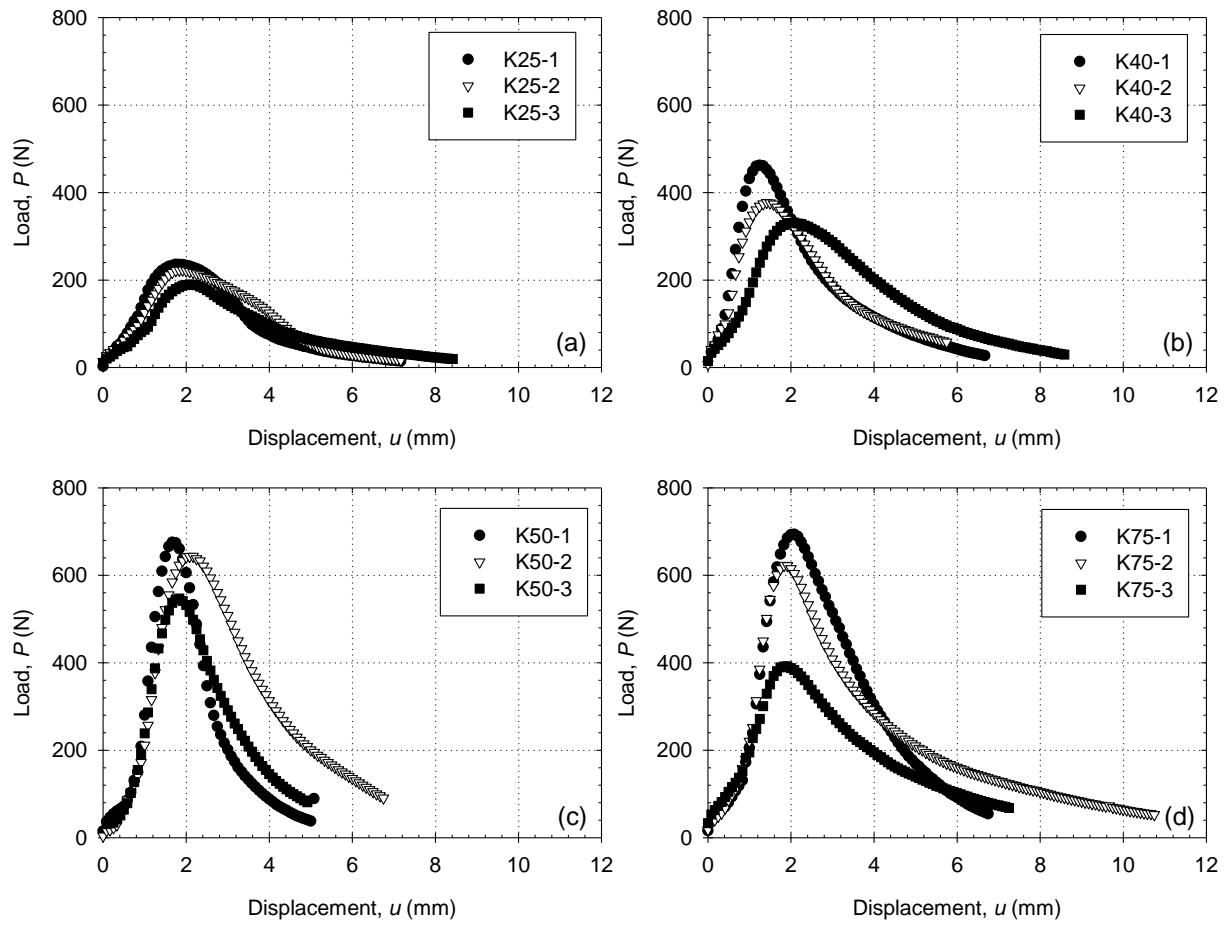 800
600
400
200
0
Load, P (N)
K25-1
K25-2
K25-3
(a)
0 2 4 6 8 10 12
Displacement, u (mm)
800
600
400
200
0
Load, P (N)
K40-1
K40-2
K40-3
(b)
0 2 4 6 8 10 12
Displacement, u (mm)
800
600
400
200
0
Load, P (N)
K50-1
K50-2
K50-3
(c)
0 2 4 6 8 10 12
Displacement, u (mm)
800
600
400
200
0
Load, P (N)
K75-1
K75-2
K75-3
(d)
0 2 4 6 8 10 12
Displacement, u (mm)